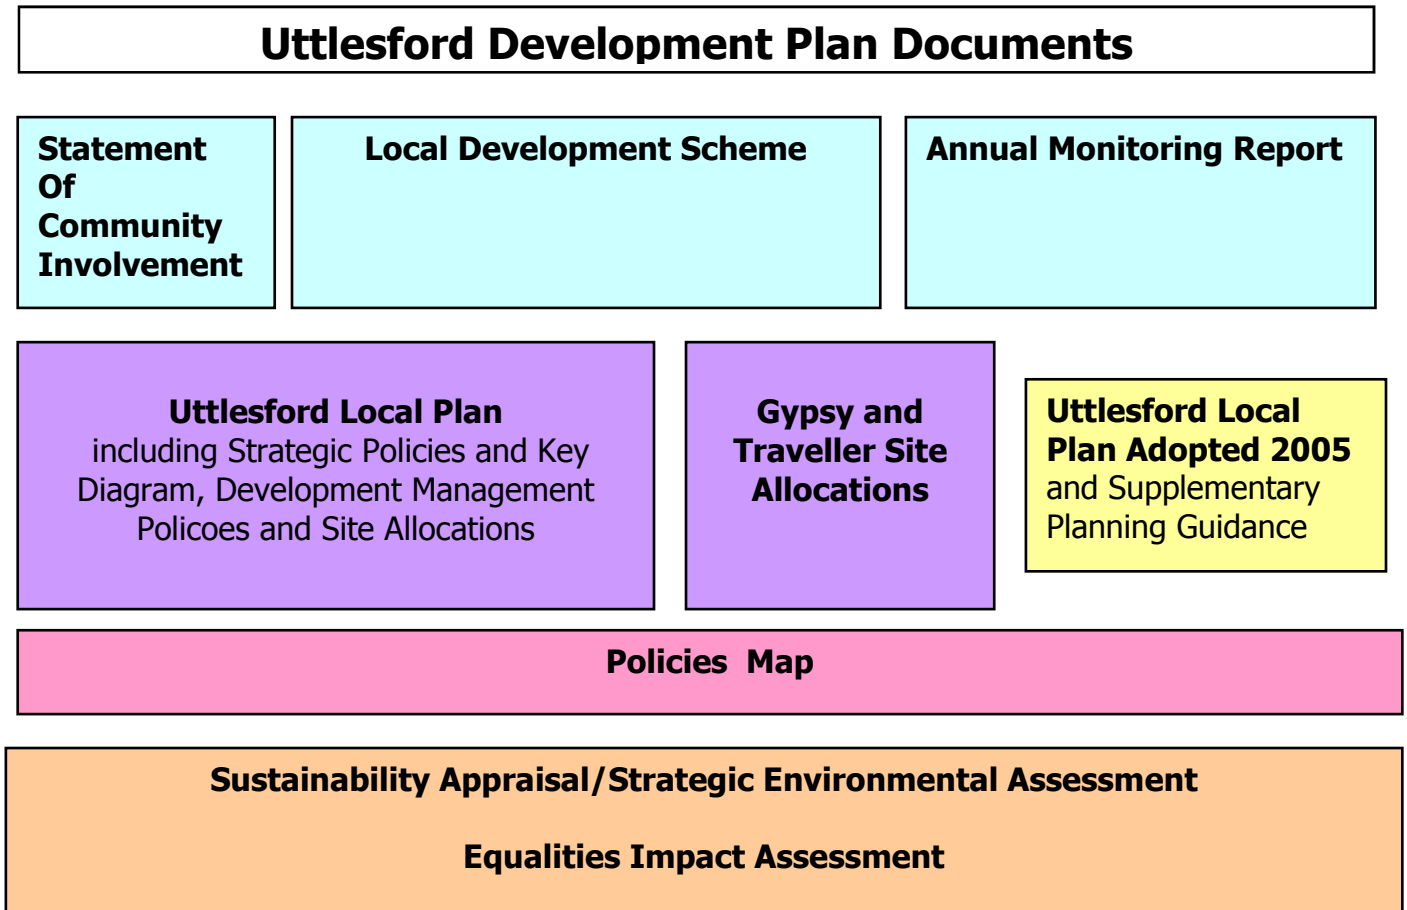 Uttlesford Development Plan Documents
Statement
Of
Community
Involvement
Local Development Scheme
Annual Monitoring Report
Uttlesford Local Plan
including Strategic Policies and Key
Diagram, Development Management
Policoes and Site Allocations
Gypsy and
Traveller Site
Allocations
Uttlesford Local
Plan Adopted 2005
and Supplementary
Planning Guidance
Policies Map
Sustainability Appraisal/Strategic Environmental Assessment
Equalities Impact Assessment